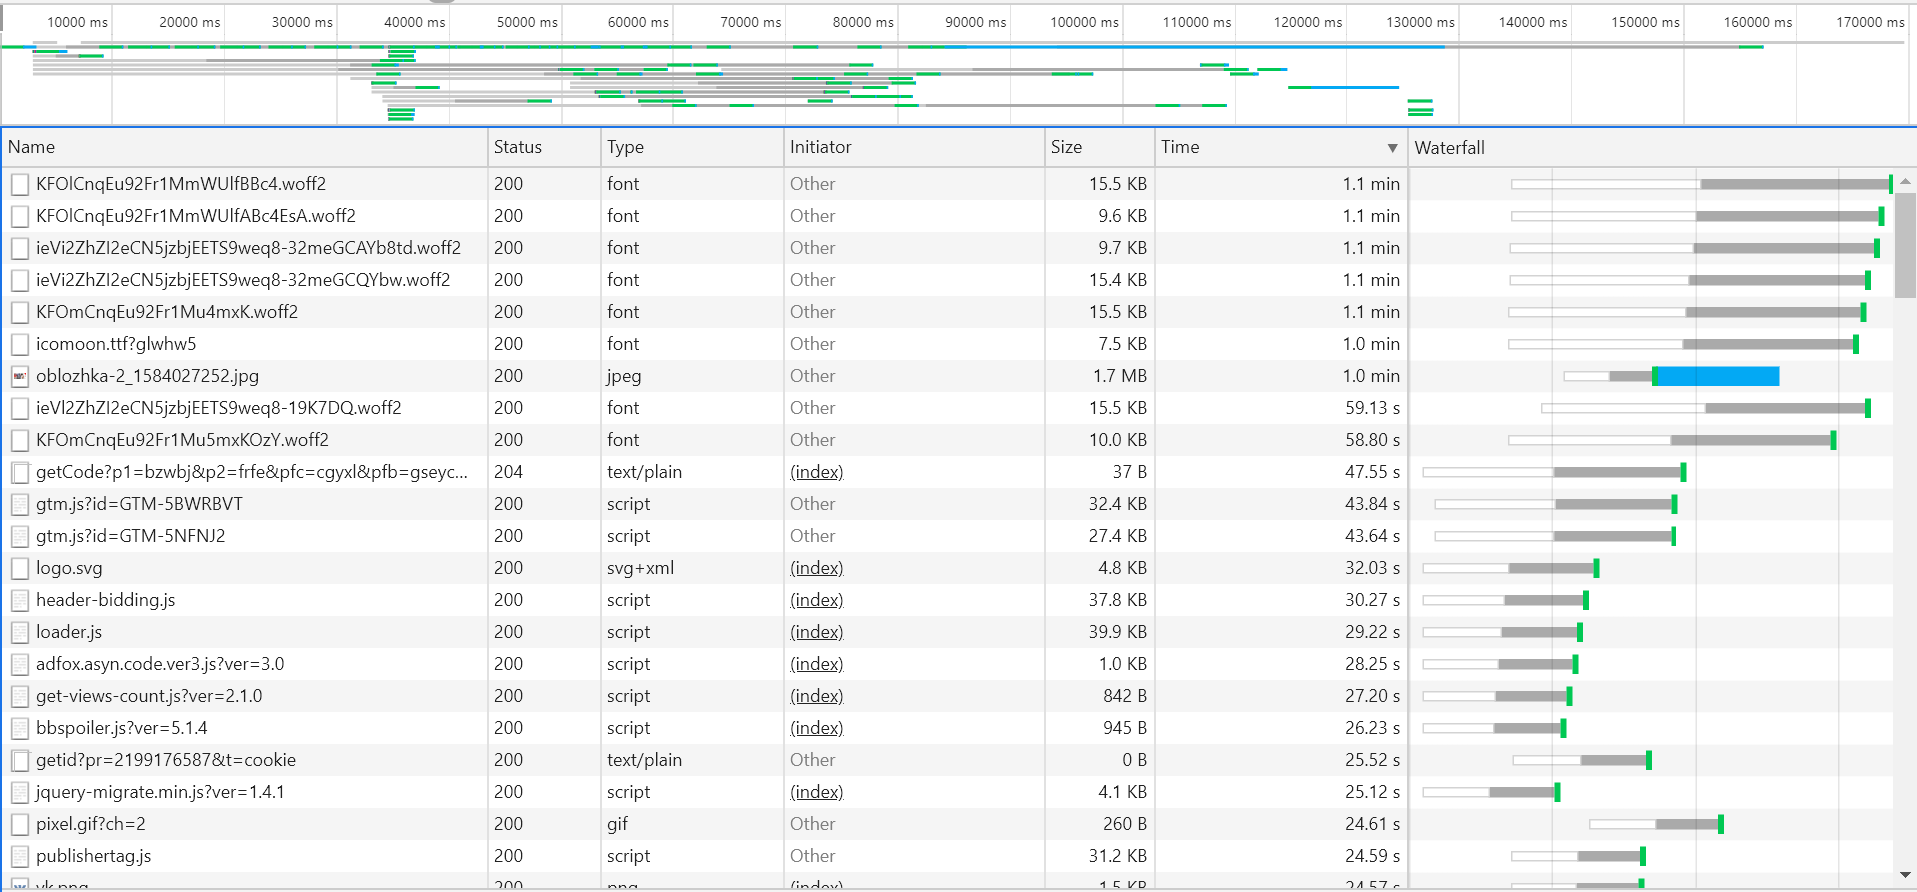 10000 ms 20000 ms 30000 ms 40000 ms 50000 ms 60000 ms 70000 ms 80000 ms 90000 ms 100000 ms 110000 ms 120000 ms 130000 ms 140000 ms 150000 ms 160000 ms 170000 ms
Name Status Type Initiator Size Time Waterfall
KFOlCnqEu92Fr1MmWUlfBBc4.woff2 200 font Other 15.5 KB 1.1 min
KFOlCnqEu92Fr1MmWUlfABc4EsA.woff2 200 font Other 9.6 KB 1.1 min
ieVi2ZhZI2eCN5jzbjEETS9weq8-32meGCAYb8td.woff2 200 font Other 9.7 KB 1.1 min
ieVi2ZhZI2eCN5jzbjEETS9weq8-32meGCQYbw.woff2 200 font Other 15.4 KB 1.1 min
KFOmCnqEu92Fr1Mu4mxK.woff2 200 font Other 15.5 KB 1.1 min
icomoon.ttf?glwhw5 200 font Other 7.5 KB 1.0 min
oblozhka-2_1584027252.jpg 200 jpeg Other 1.7 MB 1.0 min
ieVl2ZhZI2eCN5jzbjEETS9weq8-19K7DQ.woff2 200 font Other 15.5 KB 59.13 s
KFOmCnqEu92Fr1Mu5mxKOzY.woff2 200 font Other 10.0 KB 58.80 s
getCode?p1=bzwbj&p2=frfe&pfc=cgyxl&pfb=gseyc... 204 text/plain (index) 37 B 47.55 s
gtm.js?id=GTM-5BWRBVT 200 script Other 32.4 KB 43.84 s
gtm.js?id=GTM-5NFNJ2 200 script Other 27.4 KB 43.64 s
logo.svg 200 svg+xml (index) 4.8 KB 32.03 s
header-bidding.js 200 script (index) 37.8 KB 30.27 s
loader.js 200 script (index) 39.9 KB 29.22 s
adfox.asyn.code.ver3.js?ver=3.0 200 script (index) 1.0 KB 28.25 s
get-views-count.js?ver=2.1.0 200 script (index) 842 B 27.20 s
bbspoiler.js?ver=5.1.4 200 script (index) 945 B 26.23 s
getid?pr=2199176587&t=cookie 200 text/plain Other 0 B 25.52 s
jquery-migrate.min.js?ver=1.4.1 200 script (index) 4.1 KB 25.12 s
pixel.gif?ch=2 200 gif Other 260 B 24.61 s
publishertag.js 200 script Other 31.2 KB 24.59 s
vk.png 200 png (index) 1.5 KB 24.57 s